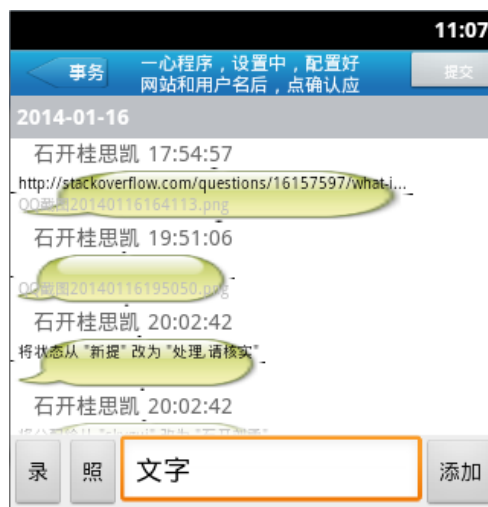 11:07
事务
一心程序，设置中，配置好
网站和用户名后，点确认应
提交
2014-01-16
石开桂思凯 17:54:57
http://stackoverflow.com/questions/16157597/what-i...
QQ截图20140116164113.png
石开桂思凯 19:51:06
QQ截图20140116195050.png
石开桂思凯 20:02:42
将状态从 "新提" 改为 "处理,请核实"
石开桂思凯 20:02:42
录
照
文字
添加